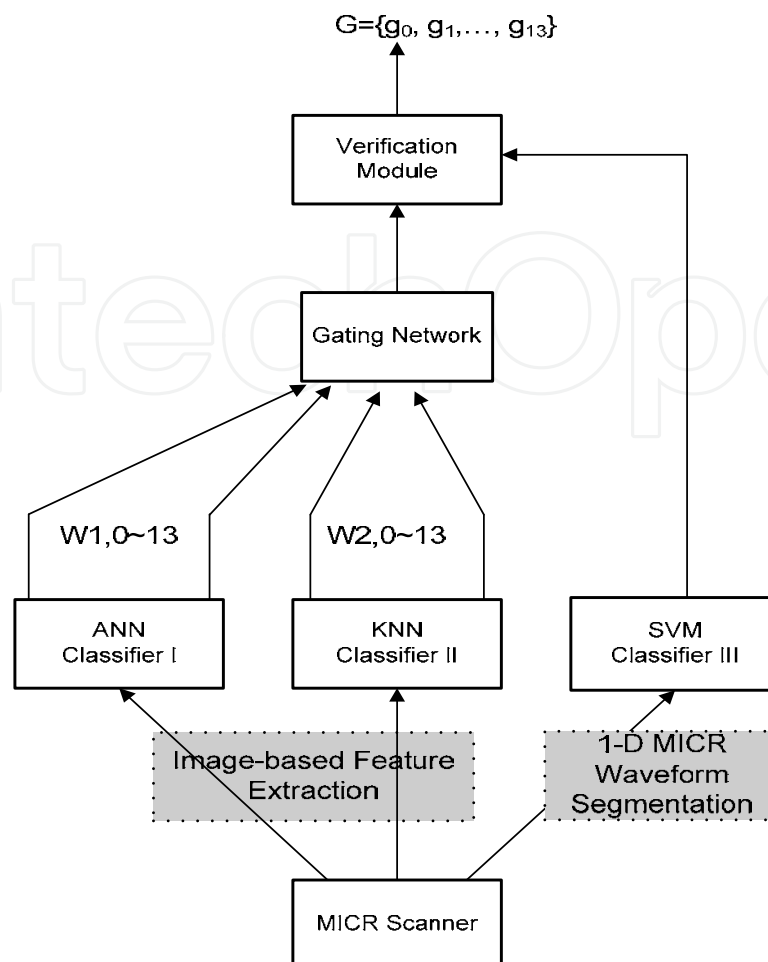 G={g₀, g₁,..., g₁₃}
Verification
Module
ntechOpe
Gating Network
W1,0~13
W2,0~13
ANN
Classifier I
KNN
Classifier II
SVM
Classifier III
Image-based Feature
Extraction
1-D MICR
Waveform
Segmentation
MICR Scanner